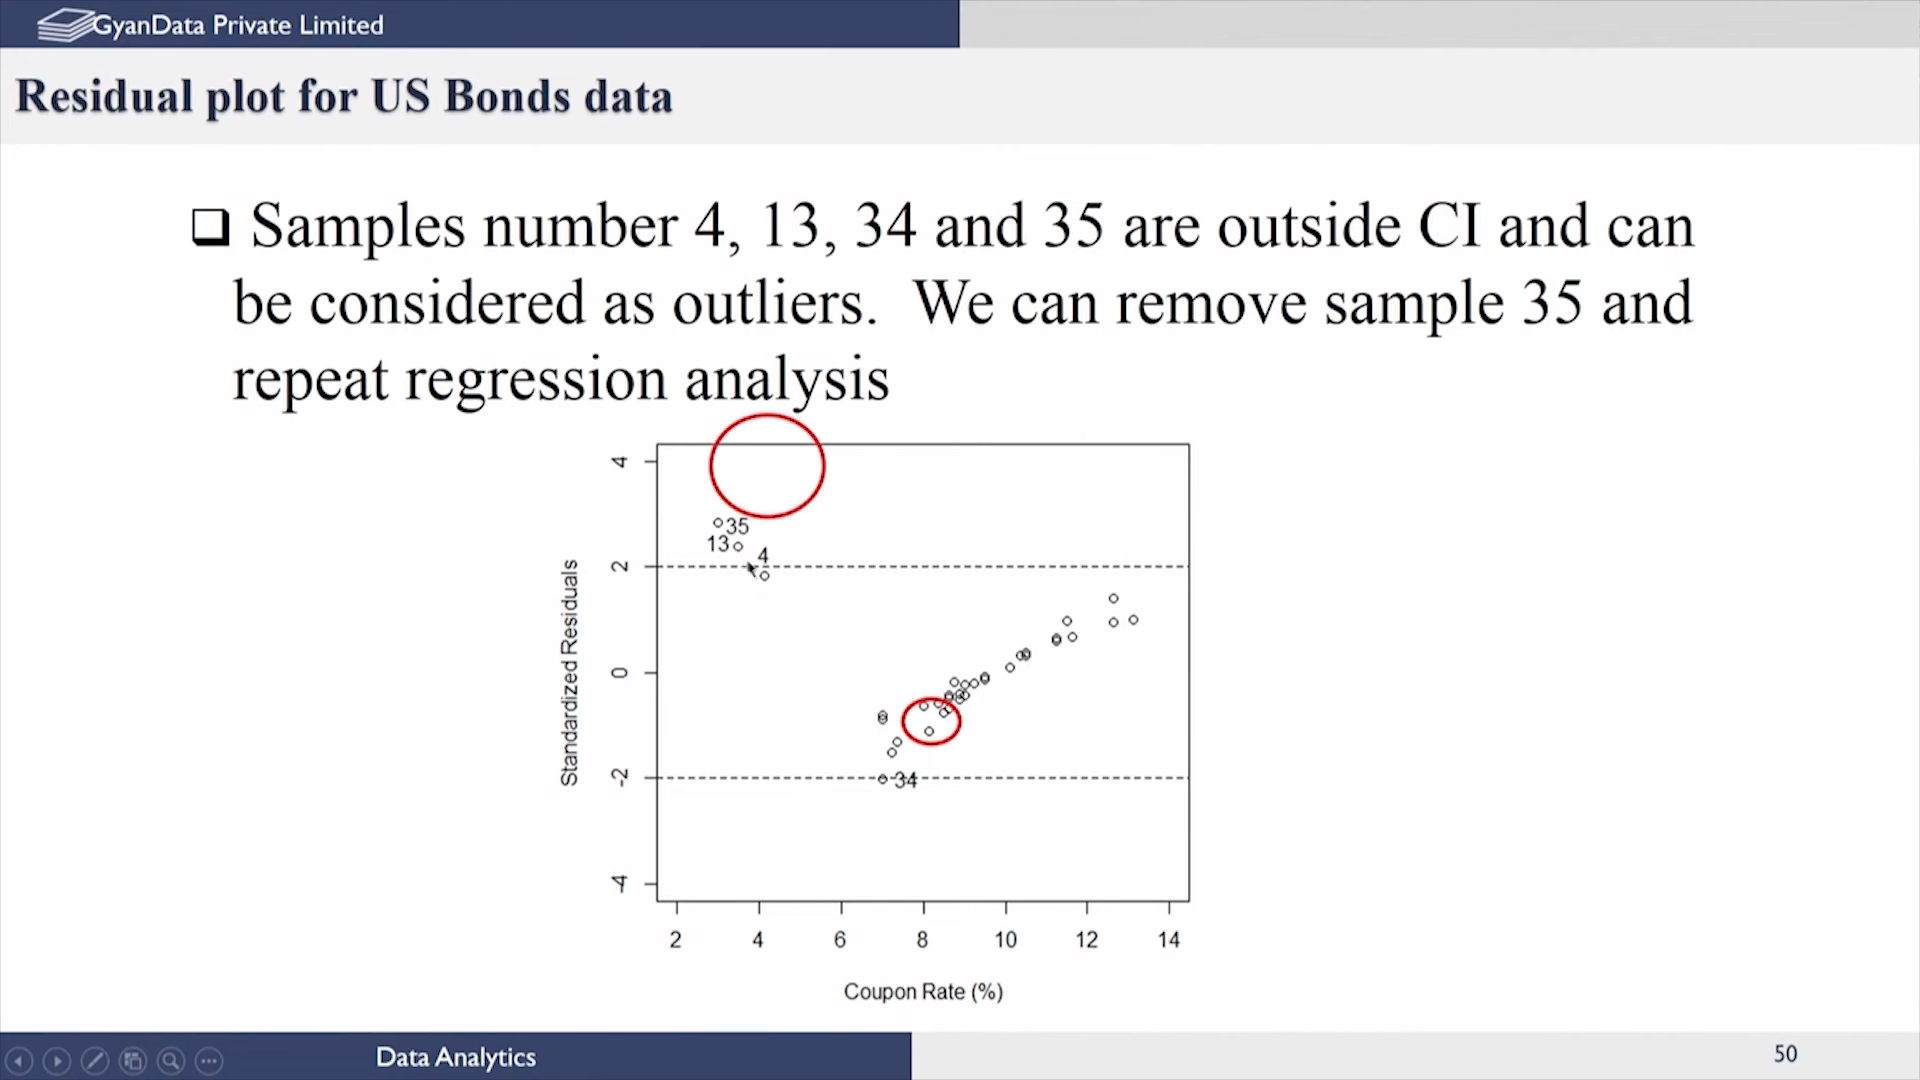 GyanData Private Limited
Residual plot for US Bonds data
Samples number 4, 13, 34 and 35 are outside CI and can
be considered as outliers. We can remove sample 35 and
repeat regression analysis
4
35
13
4
2
0
-2
34
-4
Standardized Residuals
2 4 6 8 10 12 14
Coupon Rate (%)
Data Analytics
50